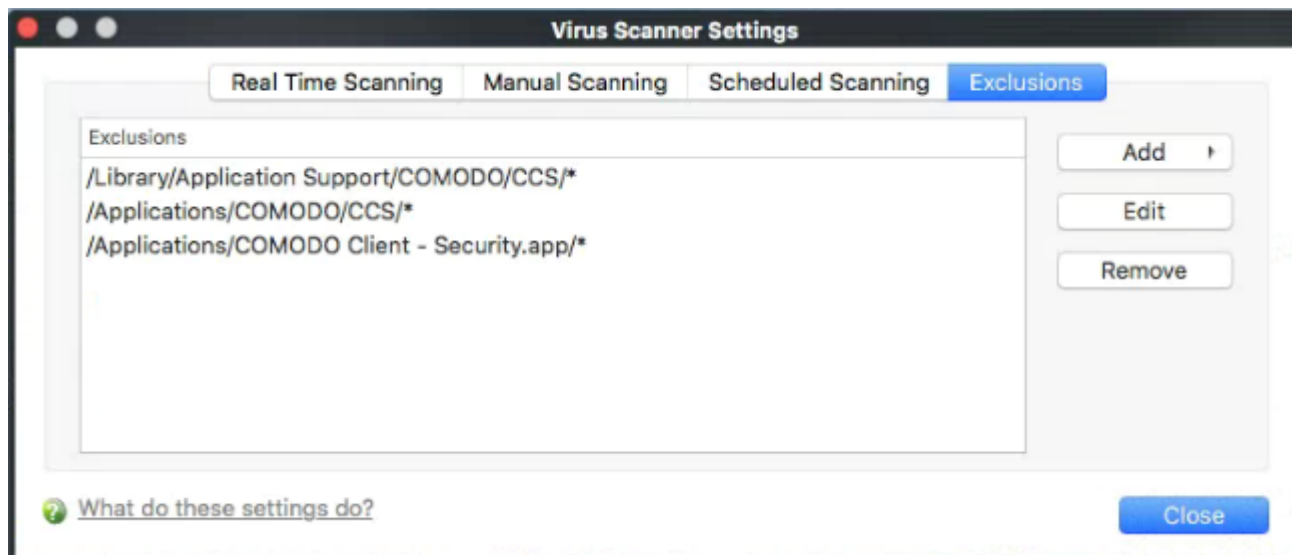 Virus Scanner Settings
Real Time Scanning Manual Scanning Scheduled Scanning Exclusions
Exclusions
/Library/Application Support/COMODO/CCS/*
/Applications/COMODO/CCS/*
/Applications/COMODO Client - Security.app/*
Add
Edit
Remove
What do these settings do?
Close